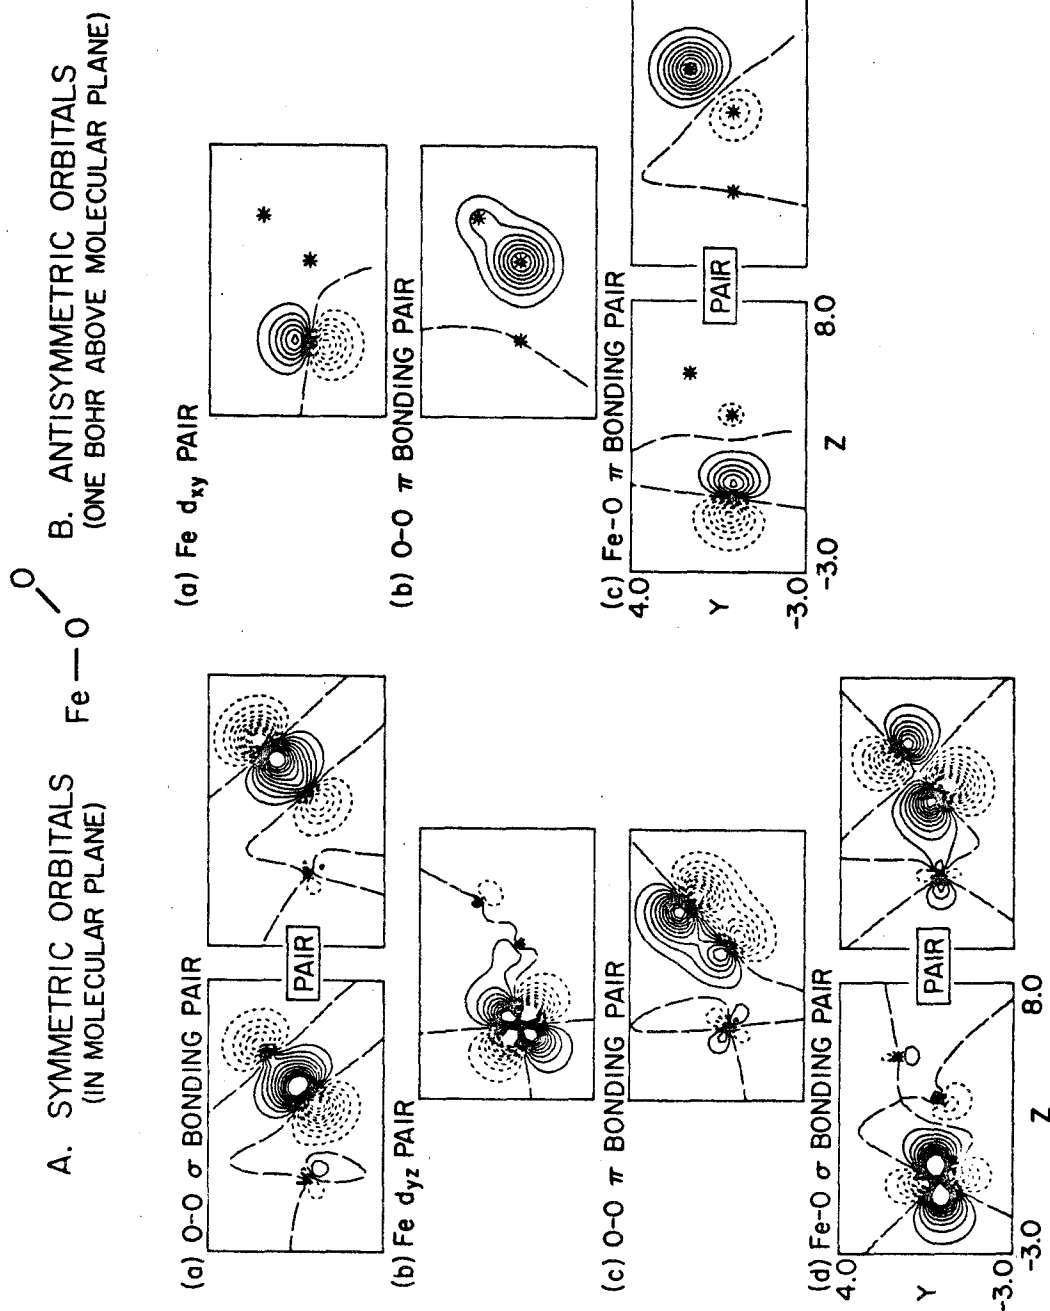 A. SYMMETRIC ORBITALS
(IN MOLECULAR PLANE)
Fe — O
O
(a) O-O σ BONDING PAIR
PAIR
(b) Fe dyz PAIR
(c) O-O π BONDING PAIR
(d) Fe-O σ BONDING PAIR
4.0
Y
-3.0
-3.0
Z
8.0
PAIR
B. ANTISYMMETRIC ORBITALS
(ONE BOHR ABOVE MOLECULAR PLANE)
(a) Fe dxy PAIR
(b) O-O π BONDING PAIR
(c) Fe-O π BONDING PAIR
4.0
Y
-3.0
-3.0
Z
8.0
PAIR